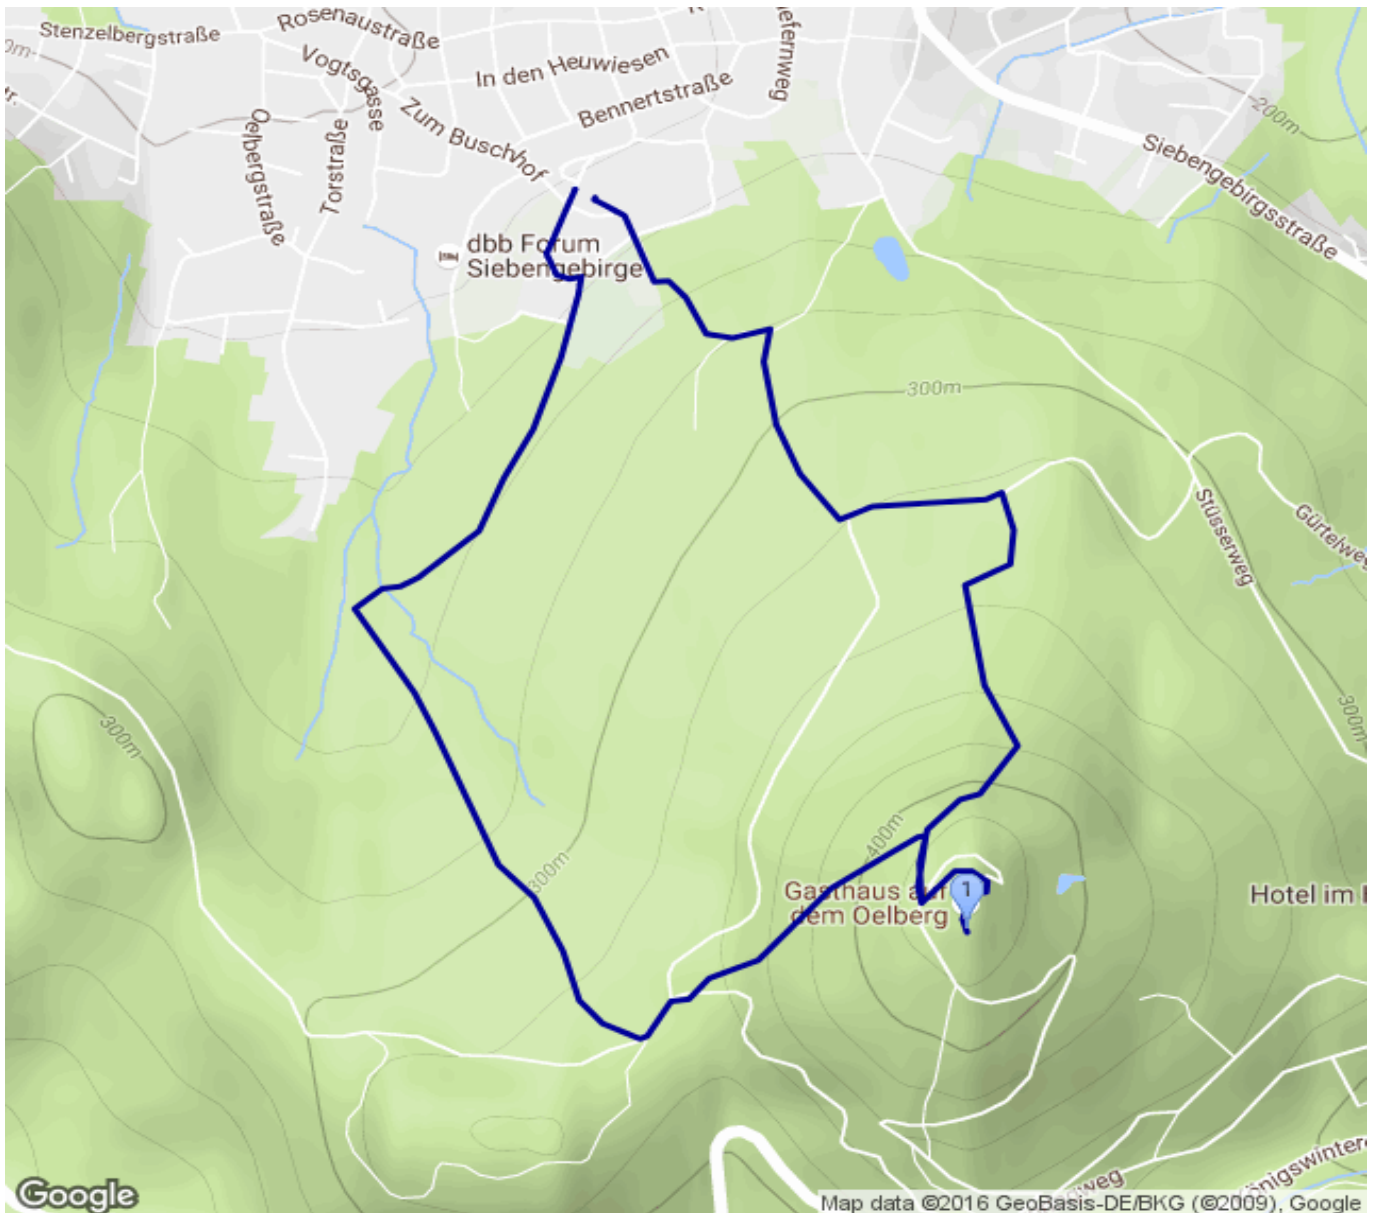 Stenzelbergstraße
Rosenaustraße
Vogtsgasse
In den Heuwiesen
Bennertstraße
Zum Buschhof
Oelbergstraße
Torstraße
200m
Siebengebirgsstraße
dbb Forum
Siebengebirge
300m
Stüsserweg
Gürtelweg
300m
300m
400m
300m
1
Gasthaus auf
dem Oelberg
Hotel im
Google
Map data ©2016 GeoBasis-DE/BKG (©2009), Google